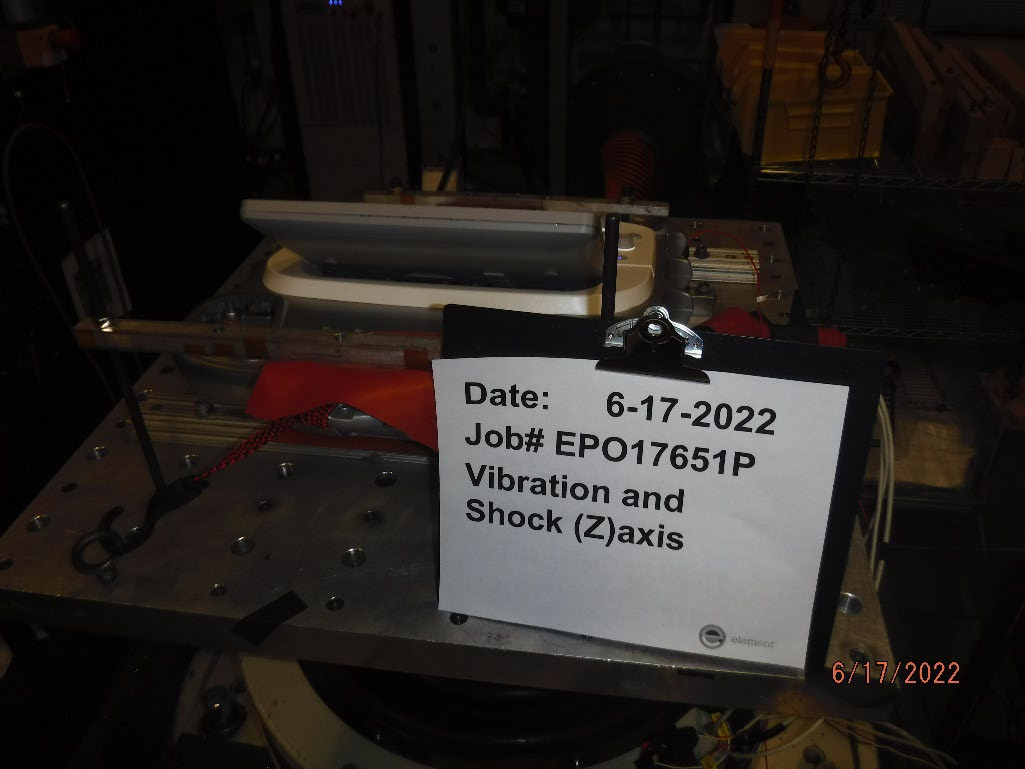 Date: 6-17-2022
Job# EPO17651P
Vibration and
Shock (Z)axis
element
6/17/2022